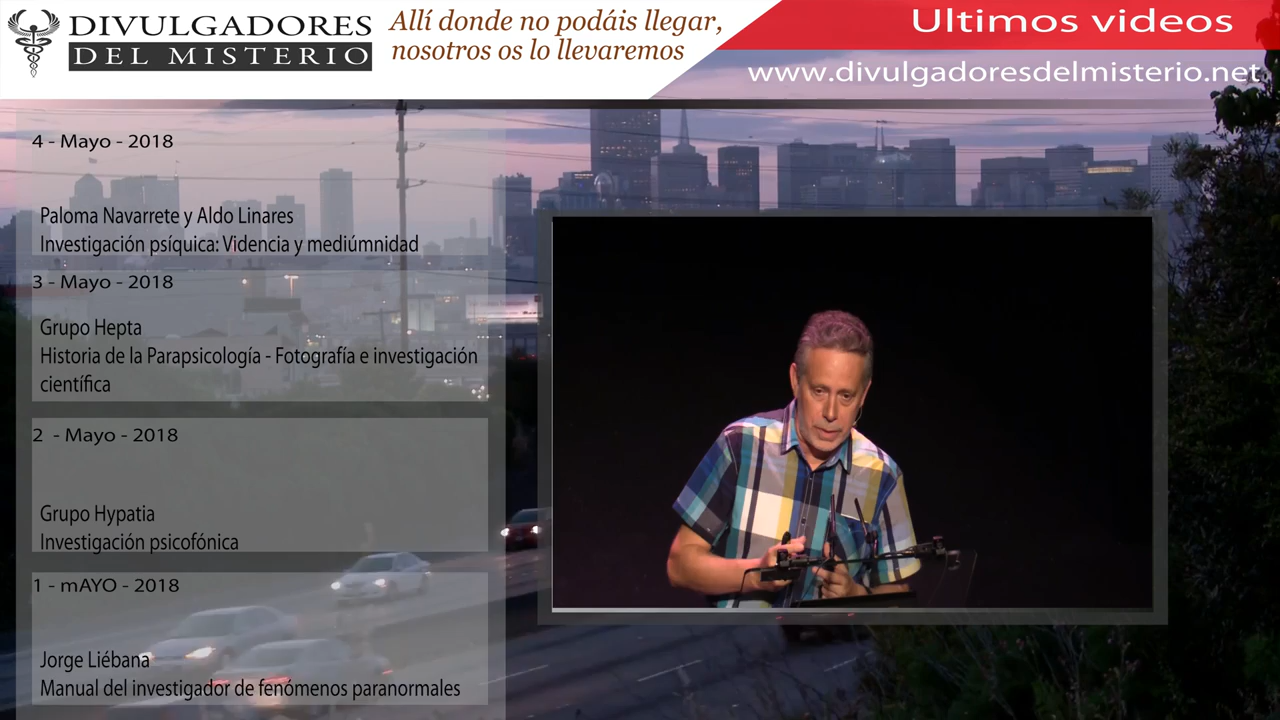 DIVULGADORES
DEL MISTERIO
Allí donde no podáis llegar,
nosotros os lo llevaremos
Ultimos videos
www.divulgadoresdelmisterio.net
4 - Mayo - 2018
Paloma Navarrete y Aldo Linares
Investigación psíquica: Videncia y mediúmnidad
3 - Mayo - 2018
Grupo Hepta
Historia de la Parapsicología - Fotografía e investigación
científica
2 - Mayo - 2018
Grupo Hypatia
Investigación psicofónica
1 - mAYO - 2018
Jorge Liébana
Manual del investigador de fenómenos paranormales